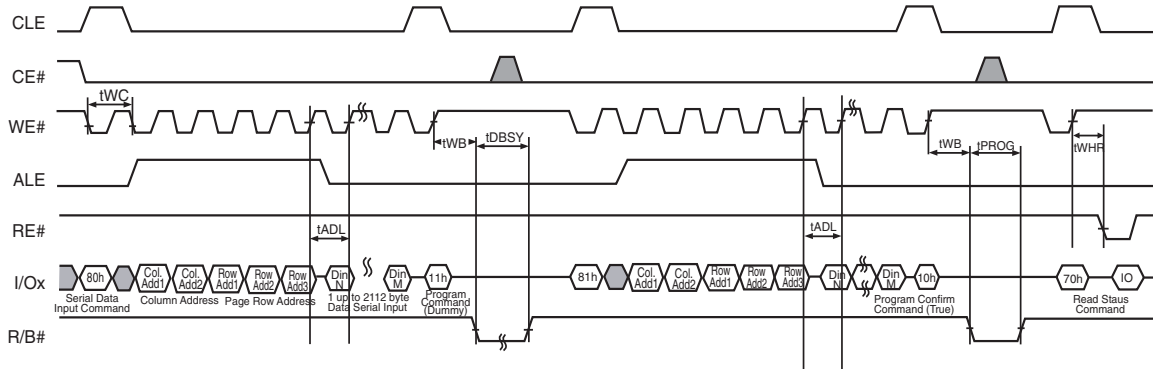 CLE
CE#
tWC
WE#
tWB
tDBSY
tWB
tPROG
tWHR
ALE
RE#
tADL
tADL
I/Ox
80h
Col.
Add1
Col.
Add2
Row
Add1
Row
Add2
Row
Add3
Din
N
Din
M
11h
81h
Col.
Add1
Col.
Add2
Row
Add1
Row
Add2
Row
Add3
Din
N
Din
M
10h
70h
IO
Serial Data
Input Command
Column Address
Page Row Address
1 up to 2112 byte
Data Serial Input
Program
Command
(Dummy)
Program Confirm
Command (True)
Read Staus
Command
R/B#